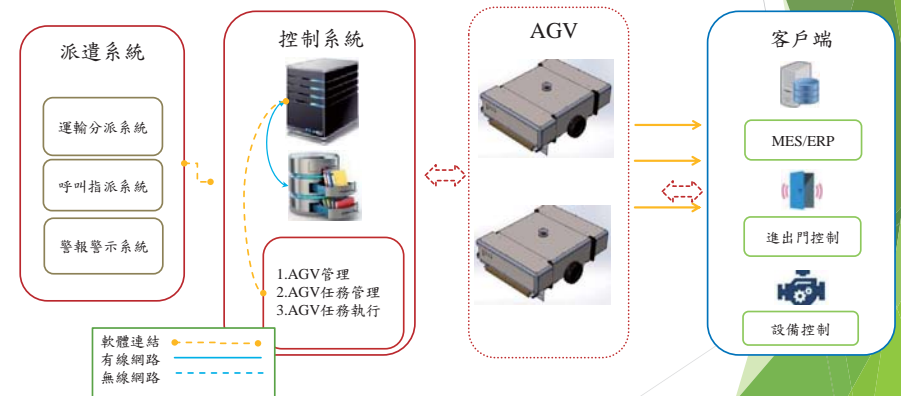 派遣系統
運輸分派系統
呼叫指派系統
警報警示系統
控制系統
1.AGV管理
2.AGV任務管理
3.AGV任務執行
軟體連結
有線網路
無線網路
AGV
客戶端
MES/ERP
進出門控制
設備控制